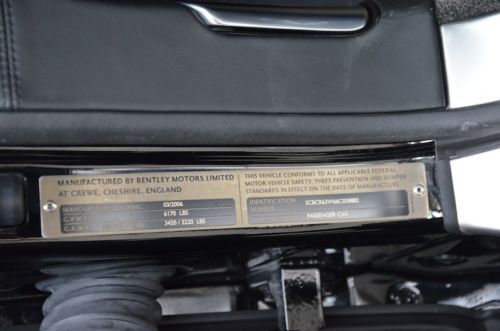 MANUFACTURED BY BENTLEY MOTORS LIMITED
AT CREWE, CHESHIRE, ENGLAND
03/2006
G.V.W.R. 6170 LBS
G.A.W.R. 3420 / 3220 LBS
THIS VEHICLE CONFORMS TO ALL APPLICABLE FEDERAL
MOTOR VEHICLE SAFETY, THEFT PREVENTION AND BUMPER
STANDARDS IN EFFECT ON THE DATE OF MANUFACTURE
IDENTIFICATION
NUMBER
PASSENGER CAR